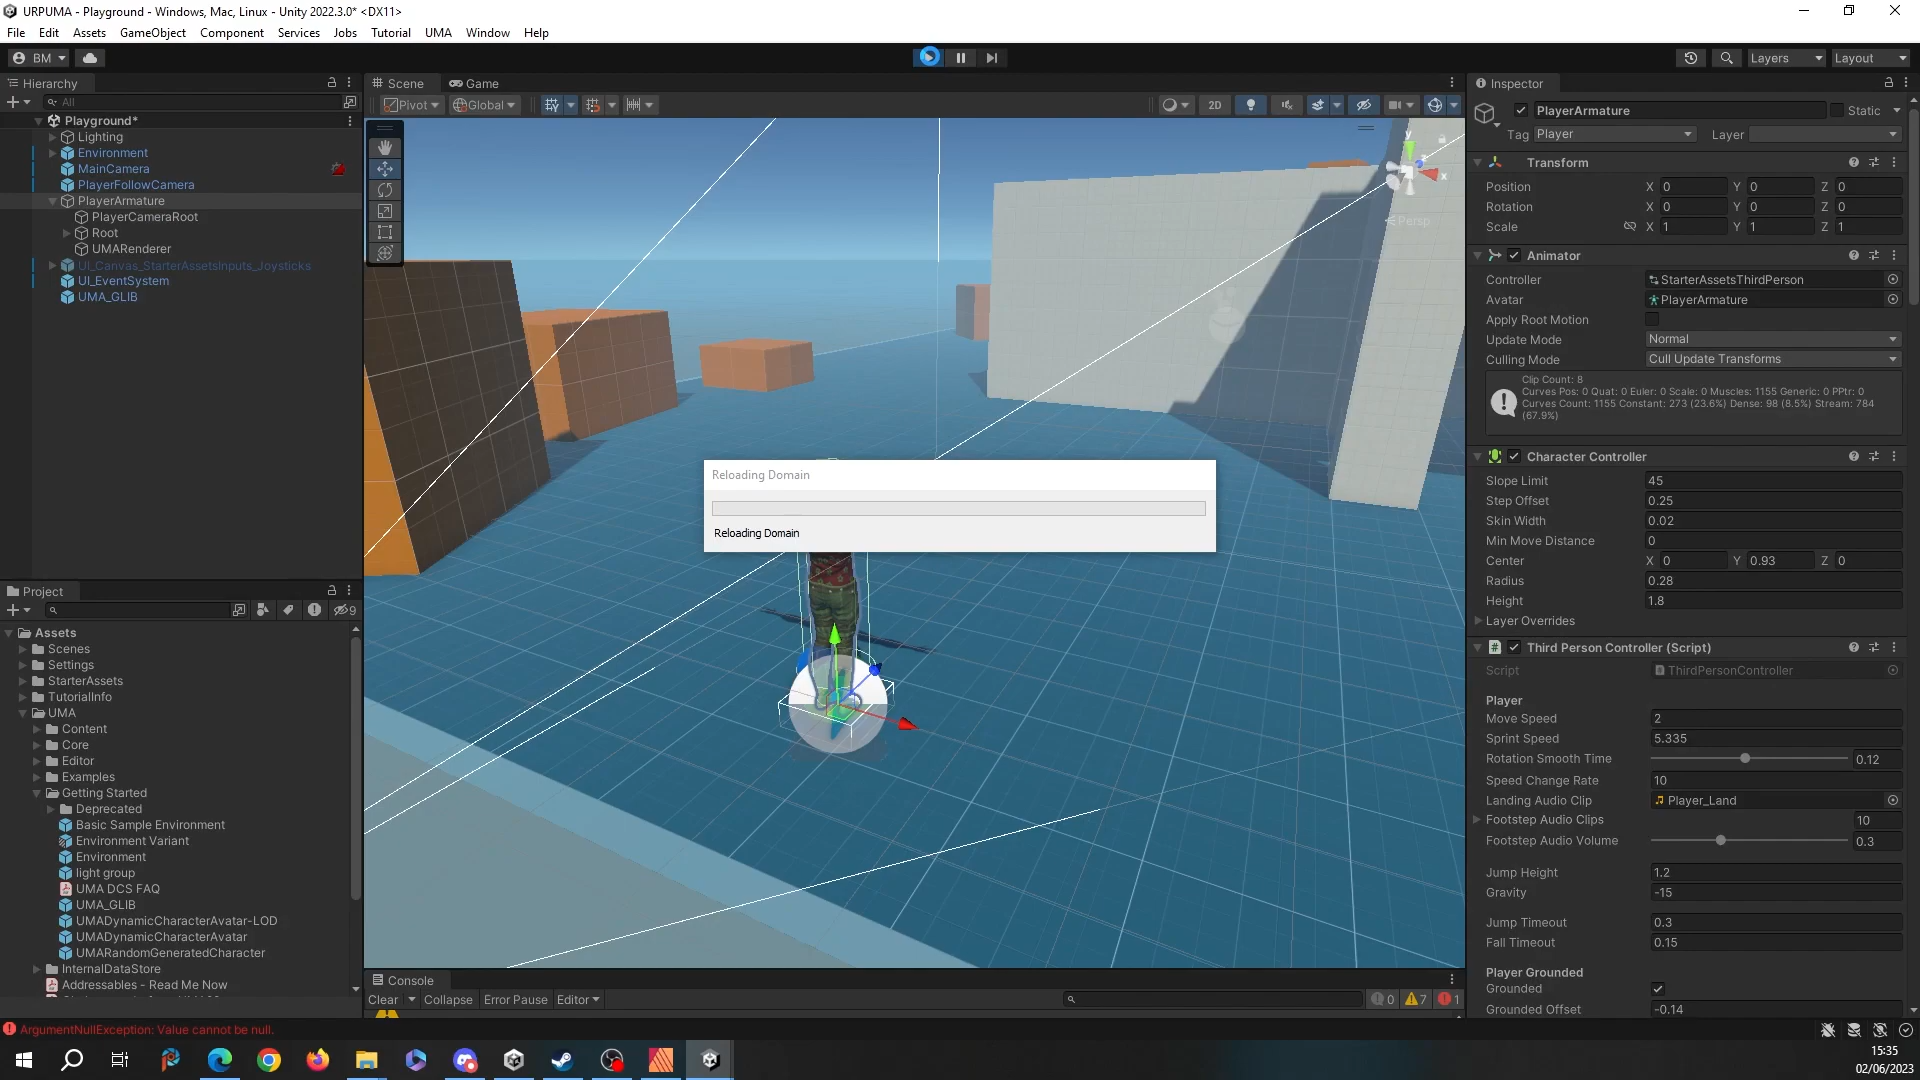 URPUMA - Playground - Windows, Mac, Linux - Unity 2022.3.0* <DX11>
File Edit Assets GameObject Component Services Jobs Tutorial UMA Window Help
BM
Layers Layout
Hierarchy
All
Playground*
Lighting
Environment
MainCamera
PlayerFollowCamera
PlayerArmature
PlayerCameraRoot
Root
UMARenderer
UI_Canvas_StarterAssetsInputs_Joysticks
UI_EventSystem
UMA_GLIB
Scene Game
Pivot Global 2D
y
x
Persp
Reloading Domain
Reloading Domain
Project
9
Assets
Scenes
Settings
StarterAssets
TutorialInfo
UMA
Content
Core
Editor
Examples
Getting Started
Deprecated
Basic Sample Environment
Environment Variant
Environment
light group
UMA DCS FAQ
UMA_GLIB
UMADynamicCharacterAvatar-LOD
UMADynamicCharacterAvatar
UMARandomGeneratedCharacter
InternalDataStore
Addressables - Read Me Now
Console
Clear Collapse Error Pause Editor
0 7 1
Inspector
PlayerArmature Static
Tag Player Layer
Transform
Position X 0 Y 0 Z 0
Rotation X 0 Y 0 Z 0
Scale X 1 Y 1 Z 1
Animator
Controller StarterAssetsThirdPerson
Avatar PlayerArmature
Apply Root Motion
Update Mode Normal
Culling Mode Cull Update Transforms
Clip Count: 8
Curves Pos: 0 Quat: 0 Euler: 0 Scale: 0 Muscles: 1155 Generic: 0 PPtr: 0
Curves Count: 1155 Constant: 273 (23.6%) Dense: 98 (8.5%) Stream: 784
(67.9%)
Character Controller
Slope Limit 45
Step Offset 0.25
Skin Width 0.02
Min Move Distance 0
Center X 0 Y 0.93 Z 0
Radius 0.28
Height 1.8
Layer Overrides
Third Person Controller (Script)
Script ThirdPersonController
Player
Move Speed 2
Sprint Speed 5.335
Rotation Smooth Time 0.12
Speed Change Rate 10
Landing Audio Clip Player_Land
Footstep Audio Clips 10
Footstep Audio Volume 0.3
Jump Height 1.2
Gravity -15
Jump Timeout 0.3
Fall Timeout 0.15
Player Grounded
Grounded
Grounded Offset -0.14
ArgumentNullException: Value cannot be null.
15:35
02/06/2023